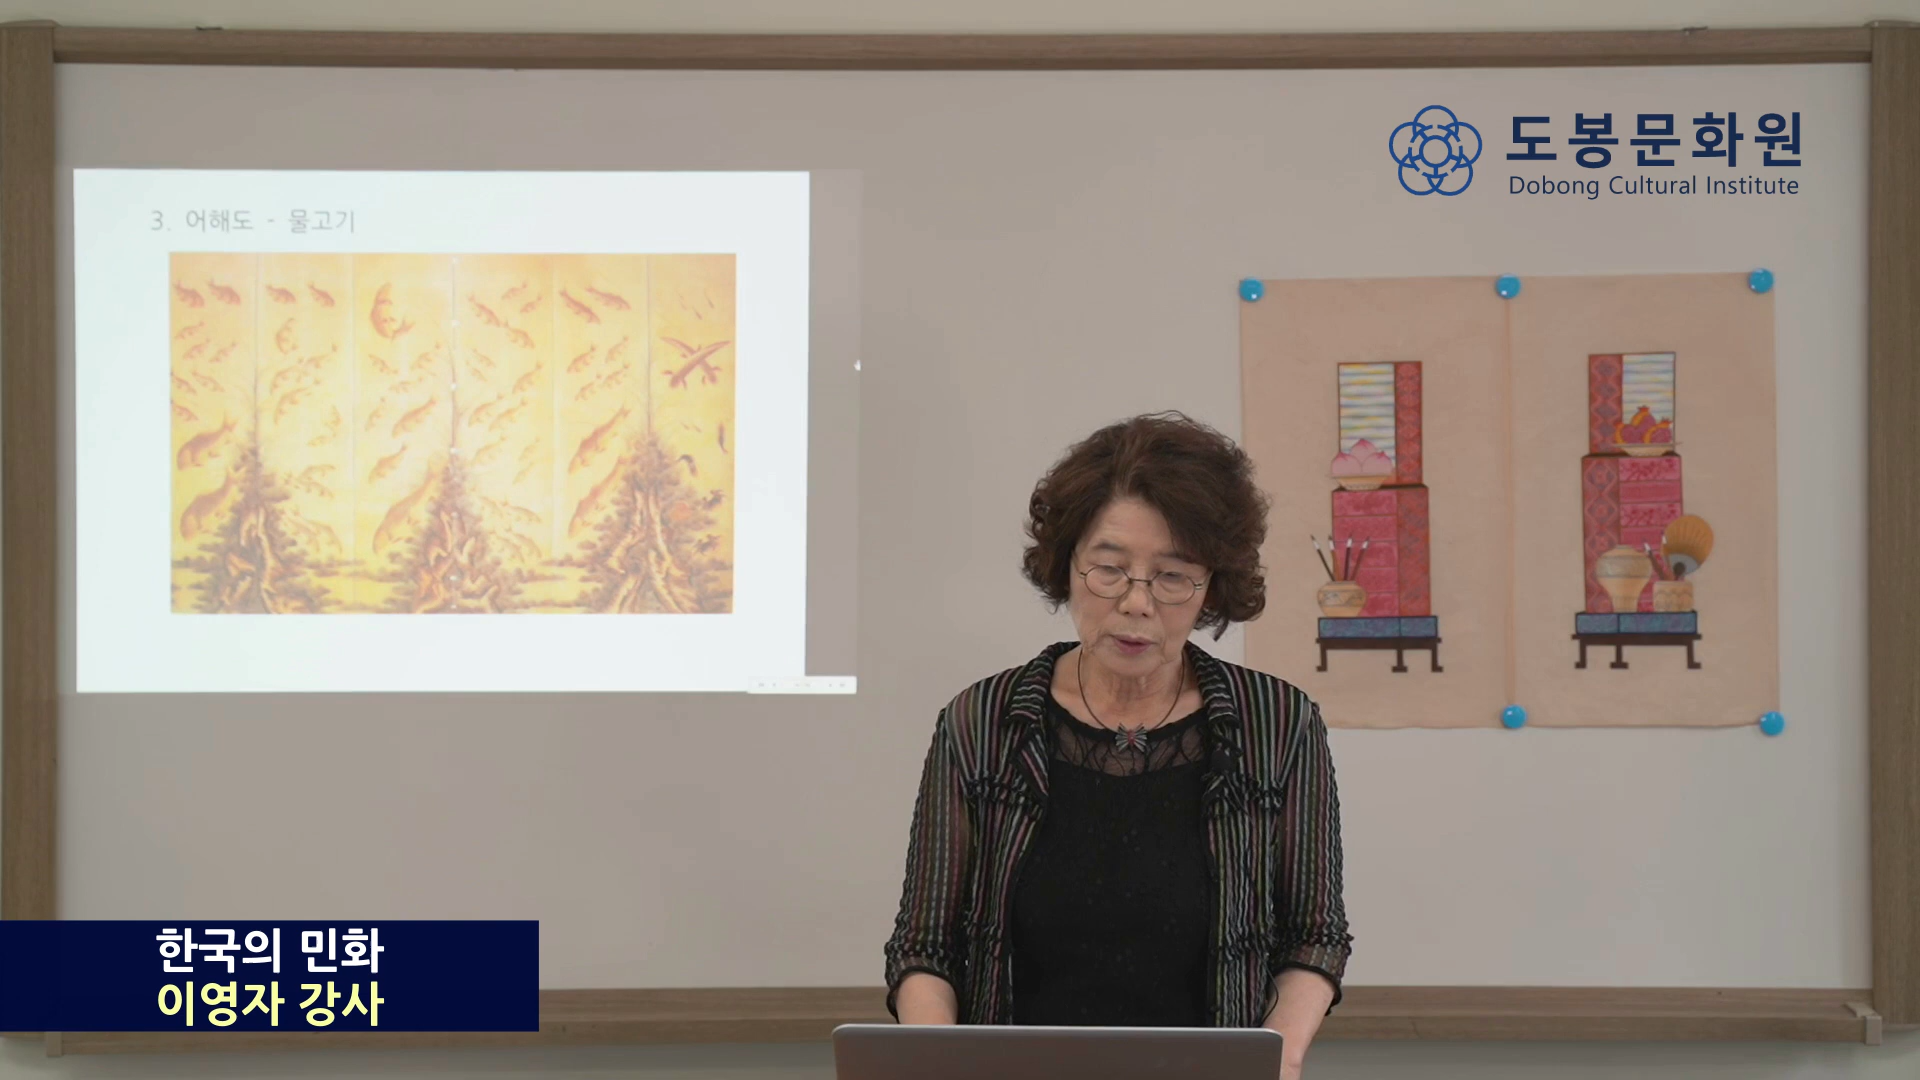 도봉문화원
Dobong Cultural Institute
3. 어해도 - 물고기
한국의 민화
이영자 강사